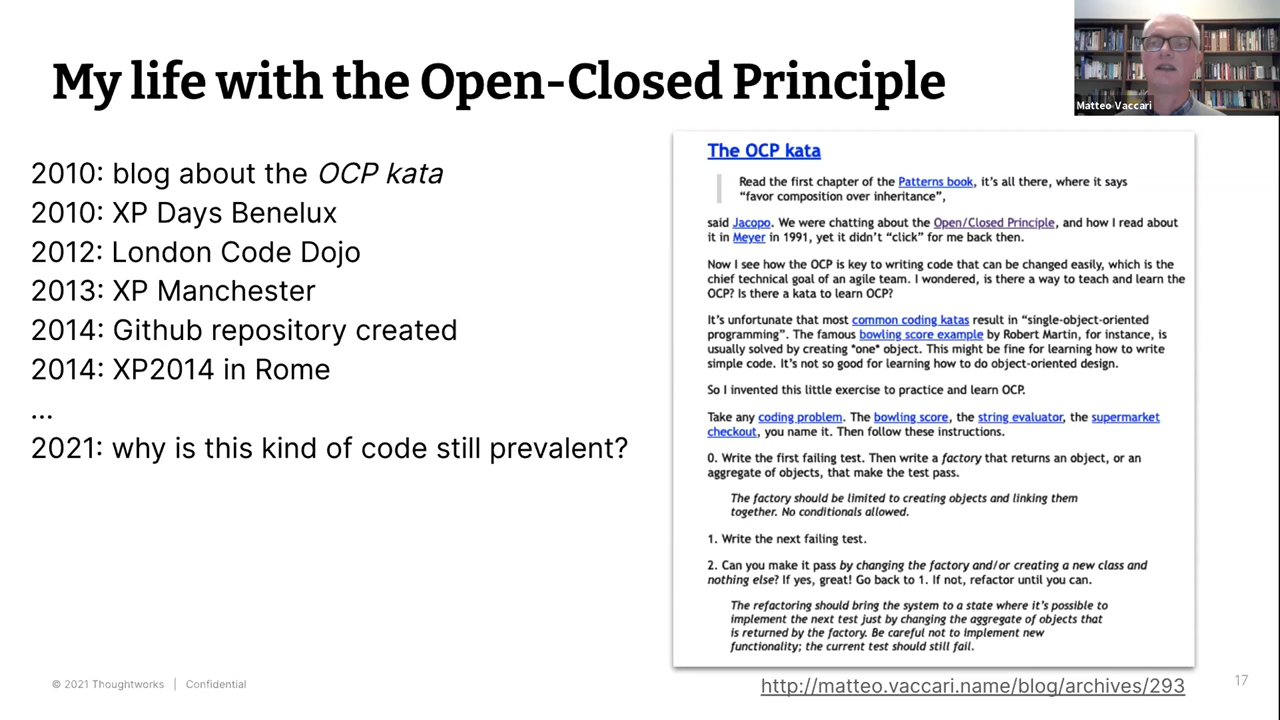 My life with the Open-Closed Principle
Matteo Vaccari
2010: blog about the OCP kata
2010: XP Days Benelux
2012: London Code Dojo
2013: XP Manchester
2014: Github repository created
2014: XP2014 in Rome
...
2021: why is this kind of code still prevalent?
The OCP kata
Read the first chapter of the Patterns book, it's all there, where it says
“favor composition over inheritance”,
said Jacopo. We were chatting about the Open/Closed Principle, and how I read about
it in Meyer in 1991, yet it didn't “click” for me back then.
Now I see how the OCP is key to writing code that can be changed easily, which is the
chief technical goal of an agile team. I wondered, is there a way to teach and learn the
OCP? Is there a kata to learn OCP?
It's unfortunate that most common coding katas result in “single-object-oriented
programming”. The famous bowling score example by Robert Martin, for instance, is
usually solved by creating *one* object. This might be fine for learning how to write
simple code. It's not so good for learning how to do object-oriented design.
So I invented this little exercise to practice and learn OCP.
Take any coding problem. The bowling score, the string evaluator, the supermarket
checkout, you name it. Then follow these instructions.
0. Write the first failing test. Then write a factory that returns an object, or an
aggregate of objects, that make the test pass.
The factory should be limited to creating objects and linking them
together. No conditionals allowed.
1. Write the next failing test.
2. Can you make it pass by changing the factory and/or creating a new class and
nothing else? If yes, great! Go back to 1. If not, refactor until you can.
The refactoring should bring the system to a state where it's possible to
implement the next test just by changing the aggregate of objects that
is returned by the factory. Be careful not to implement new
functionality; the current test should still fail.
http://matteo.vaccari.name/blog/archives/293
© 2021 Thoughtworks | Confidential
17